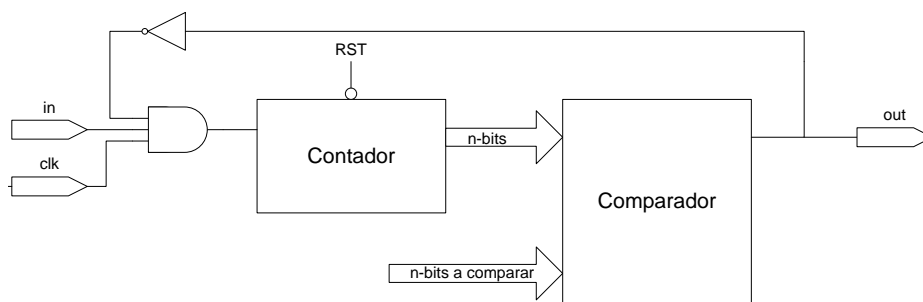 RST
in
clk
out
n-bits
Contador
Comparador
n-bits a comparar